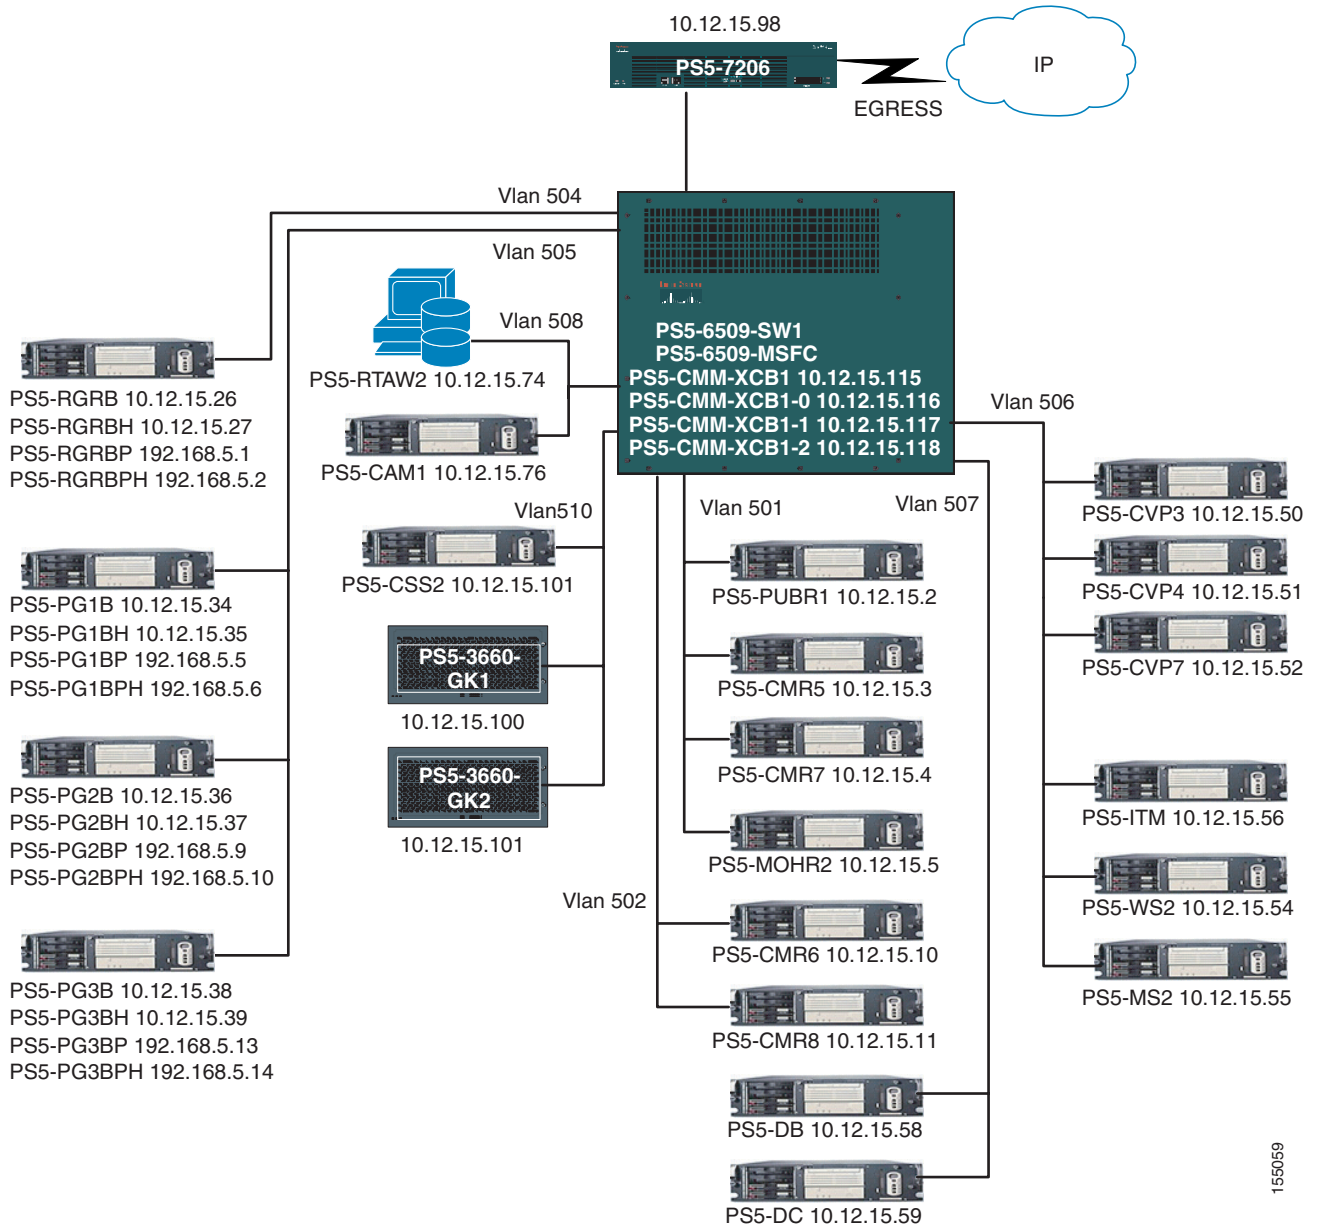 10.12.15.98
PS5-7206
IP
EGRESS
Vlan 504
Vlan 505
Vlan 508
PS5-6509-SW1
PS5-6509-MSFC
PS5-CMM-XCB1 10.12.15.115
PS5-CMM-XCB1-0 10.12.15.116
PS5-CMM-XCB1-1 10.12.15.117
PS5-CMM-XCB1-2 10.12.15.118
PS5-RTAW2 10.12.15.74
PS5-CAM1 10.12.15.76
Vlan510
PS5-CSS2 10.12.15.101
PS5-3660-
GK1
10.12.15.100
PS5-3660-
GK2
10.12.15.101
PS5-RGRB 10.12.15.26
PS5-RGRBH 10.12.15.27
PS5-RGRBP 192.168.5.1
PS5-RGRBPH 192.168.5.2
PS5-PG1B 10.12.15.34
PS5-PG1BH 10.12.15.35
PS5-PG1BP 192.168.5.5
PS5-PG1BPH 192.168.5.6
PS5-PG2B 10.12.15.36
PS5-PG2BH 10.12.15.37
PS5-PG2BP 192.168.5.9
PS5-PG2BPH 192.168.5.10
PS5-PG3B 10.12.15.38
PS5-PG3BH 10.12.15.39
PS5-PG3BP 192.168.5.13
PS5-PG3BPH 192.168.5.14
Vlan 501
PS5-PUBR1 10.12.15.2
PS5-CMR5 10.12.15.3
PS5-CMR7 10.12.15.4
PS5-MOHR2 10.12.15.5
Vlan 502
PS5-CMR6 10.12.15.10
PS5-CMR8 10.12.15.11
Vlan 507
PS5-DB 10.12.15.58
PS5-DC 10.12.15.59
Vlan 506
PS5-CVP3 10.12.15.50
PS5-CVP4 10.12.15.51
PS5-CVP7 10.12.15.52
PS5-ITM 10.12.15.56
PS5-WS2 10.12.15.54
PS5-MS2 10.12.15.55
155059